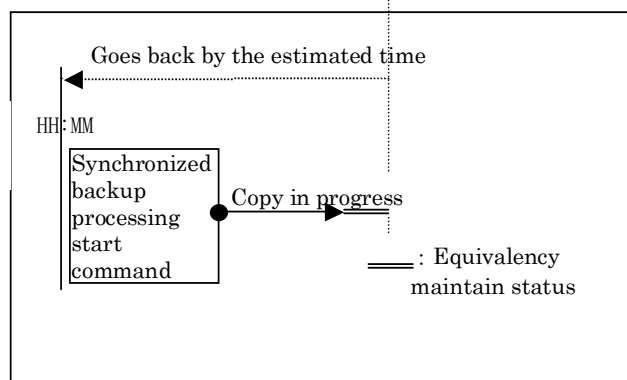 Goes back by the estimated time
HH:MM
Synchronized
backup
processing
start
command
Copy in progress
: Equivalency
maintain status